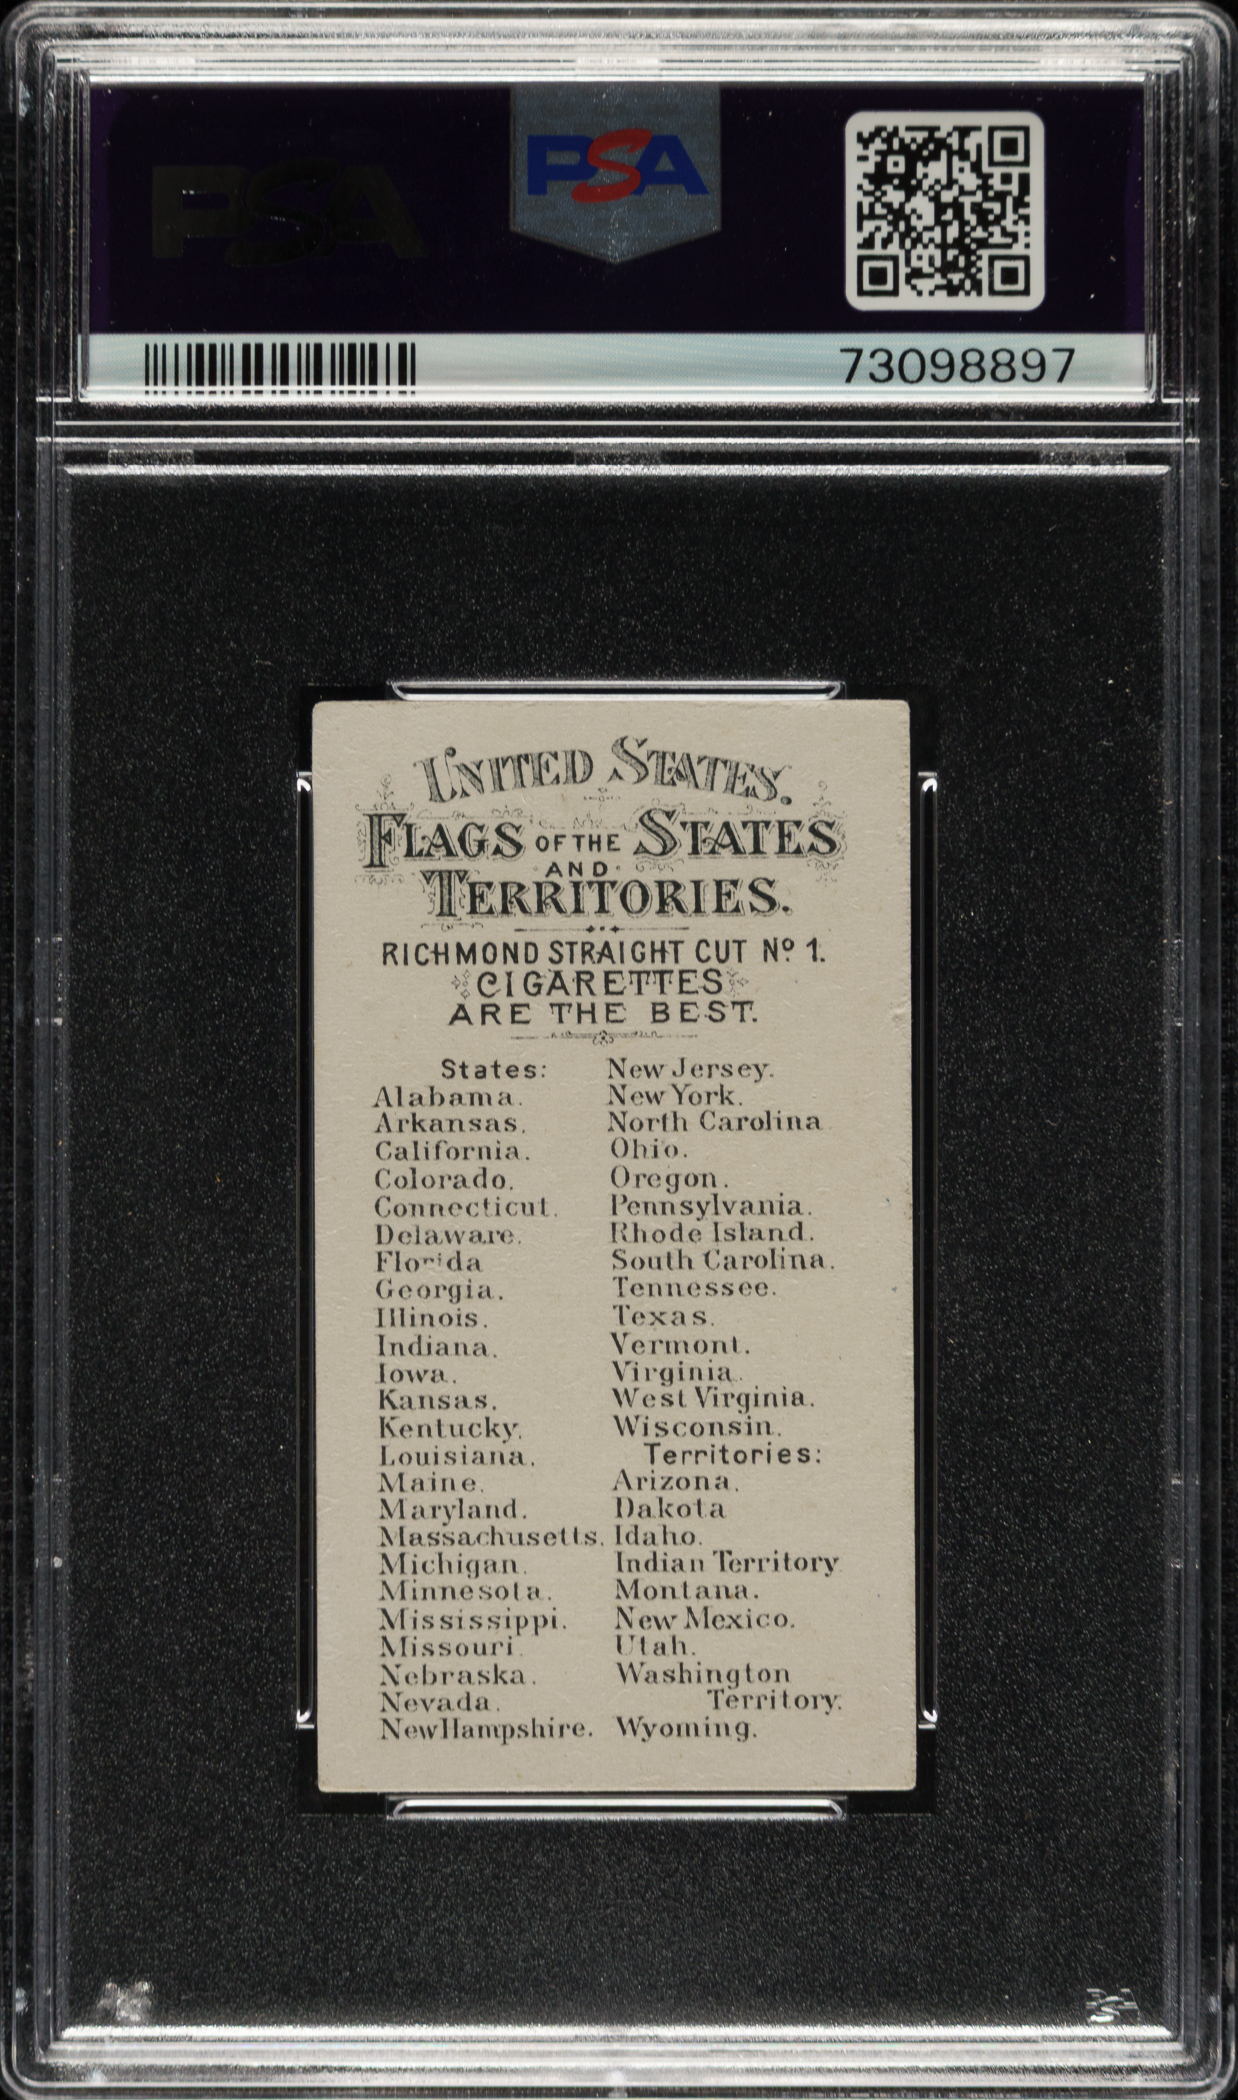 PSA
PSA
73098897
UNITED STATES.
FLAGS OF THE STATES
AND
TERRITORIES.
RICHMOND STRAIGHT CUT Nº 1.
CIGARETTES
ARE THE BEST.
States:
Alabama.
Arkansas.
California.
Colorado.
Connecticut.
Delaware.
Florida
Georgia.
Illinois.
Indiana.
Iowa.
Kansas.
Kentucky.
Louisiana.
Maine.
Maryland.
Massachusetts.
Michigan.
Minnesota.
Mississippi.
Missouri
Nebraska.
Nevada.
New Hampshire.
New Jersey.
New York.
North Carolina
Ohio.
Oregon.
Pennsylvania.
Rhode Island.
South Carolina.
Tennessee.
Texas.
Vermont.
Virginia.
West Virginia.
Wisconsin.
Territories:
Arizona.
Dakota
Idaho.
Indian Territory
Montana.
New Mexico.
Utah.
Washington
Territory.
Wyoming.